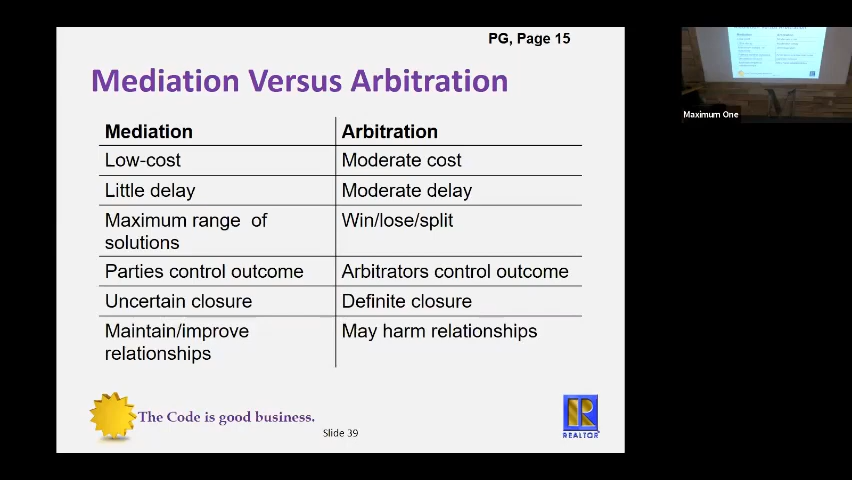 PG, Page 15
Mediation Versus Arbitration
Mediation Arbitration
Low-cost Moderate cost
Little delay Moderate delay
Maximum range of Win/lose/split
solutions
Parties control outcome Arbitrators control outcome
Uncertain closure Definite closure
Maintain/improve May harm relationships
relationships
The Code is good business.
Slide 39
REALTOR
Maximum One